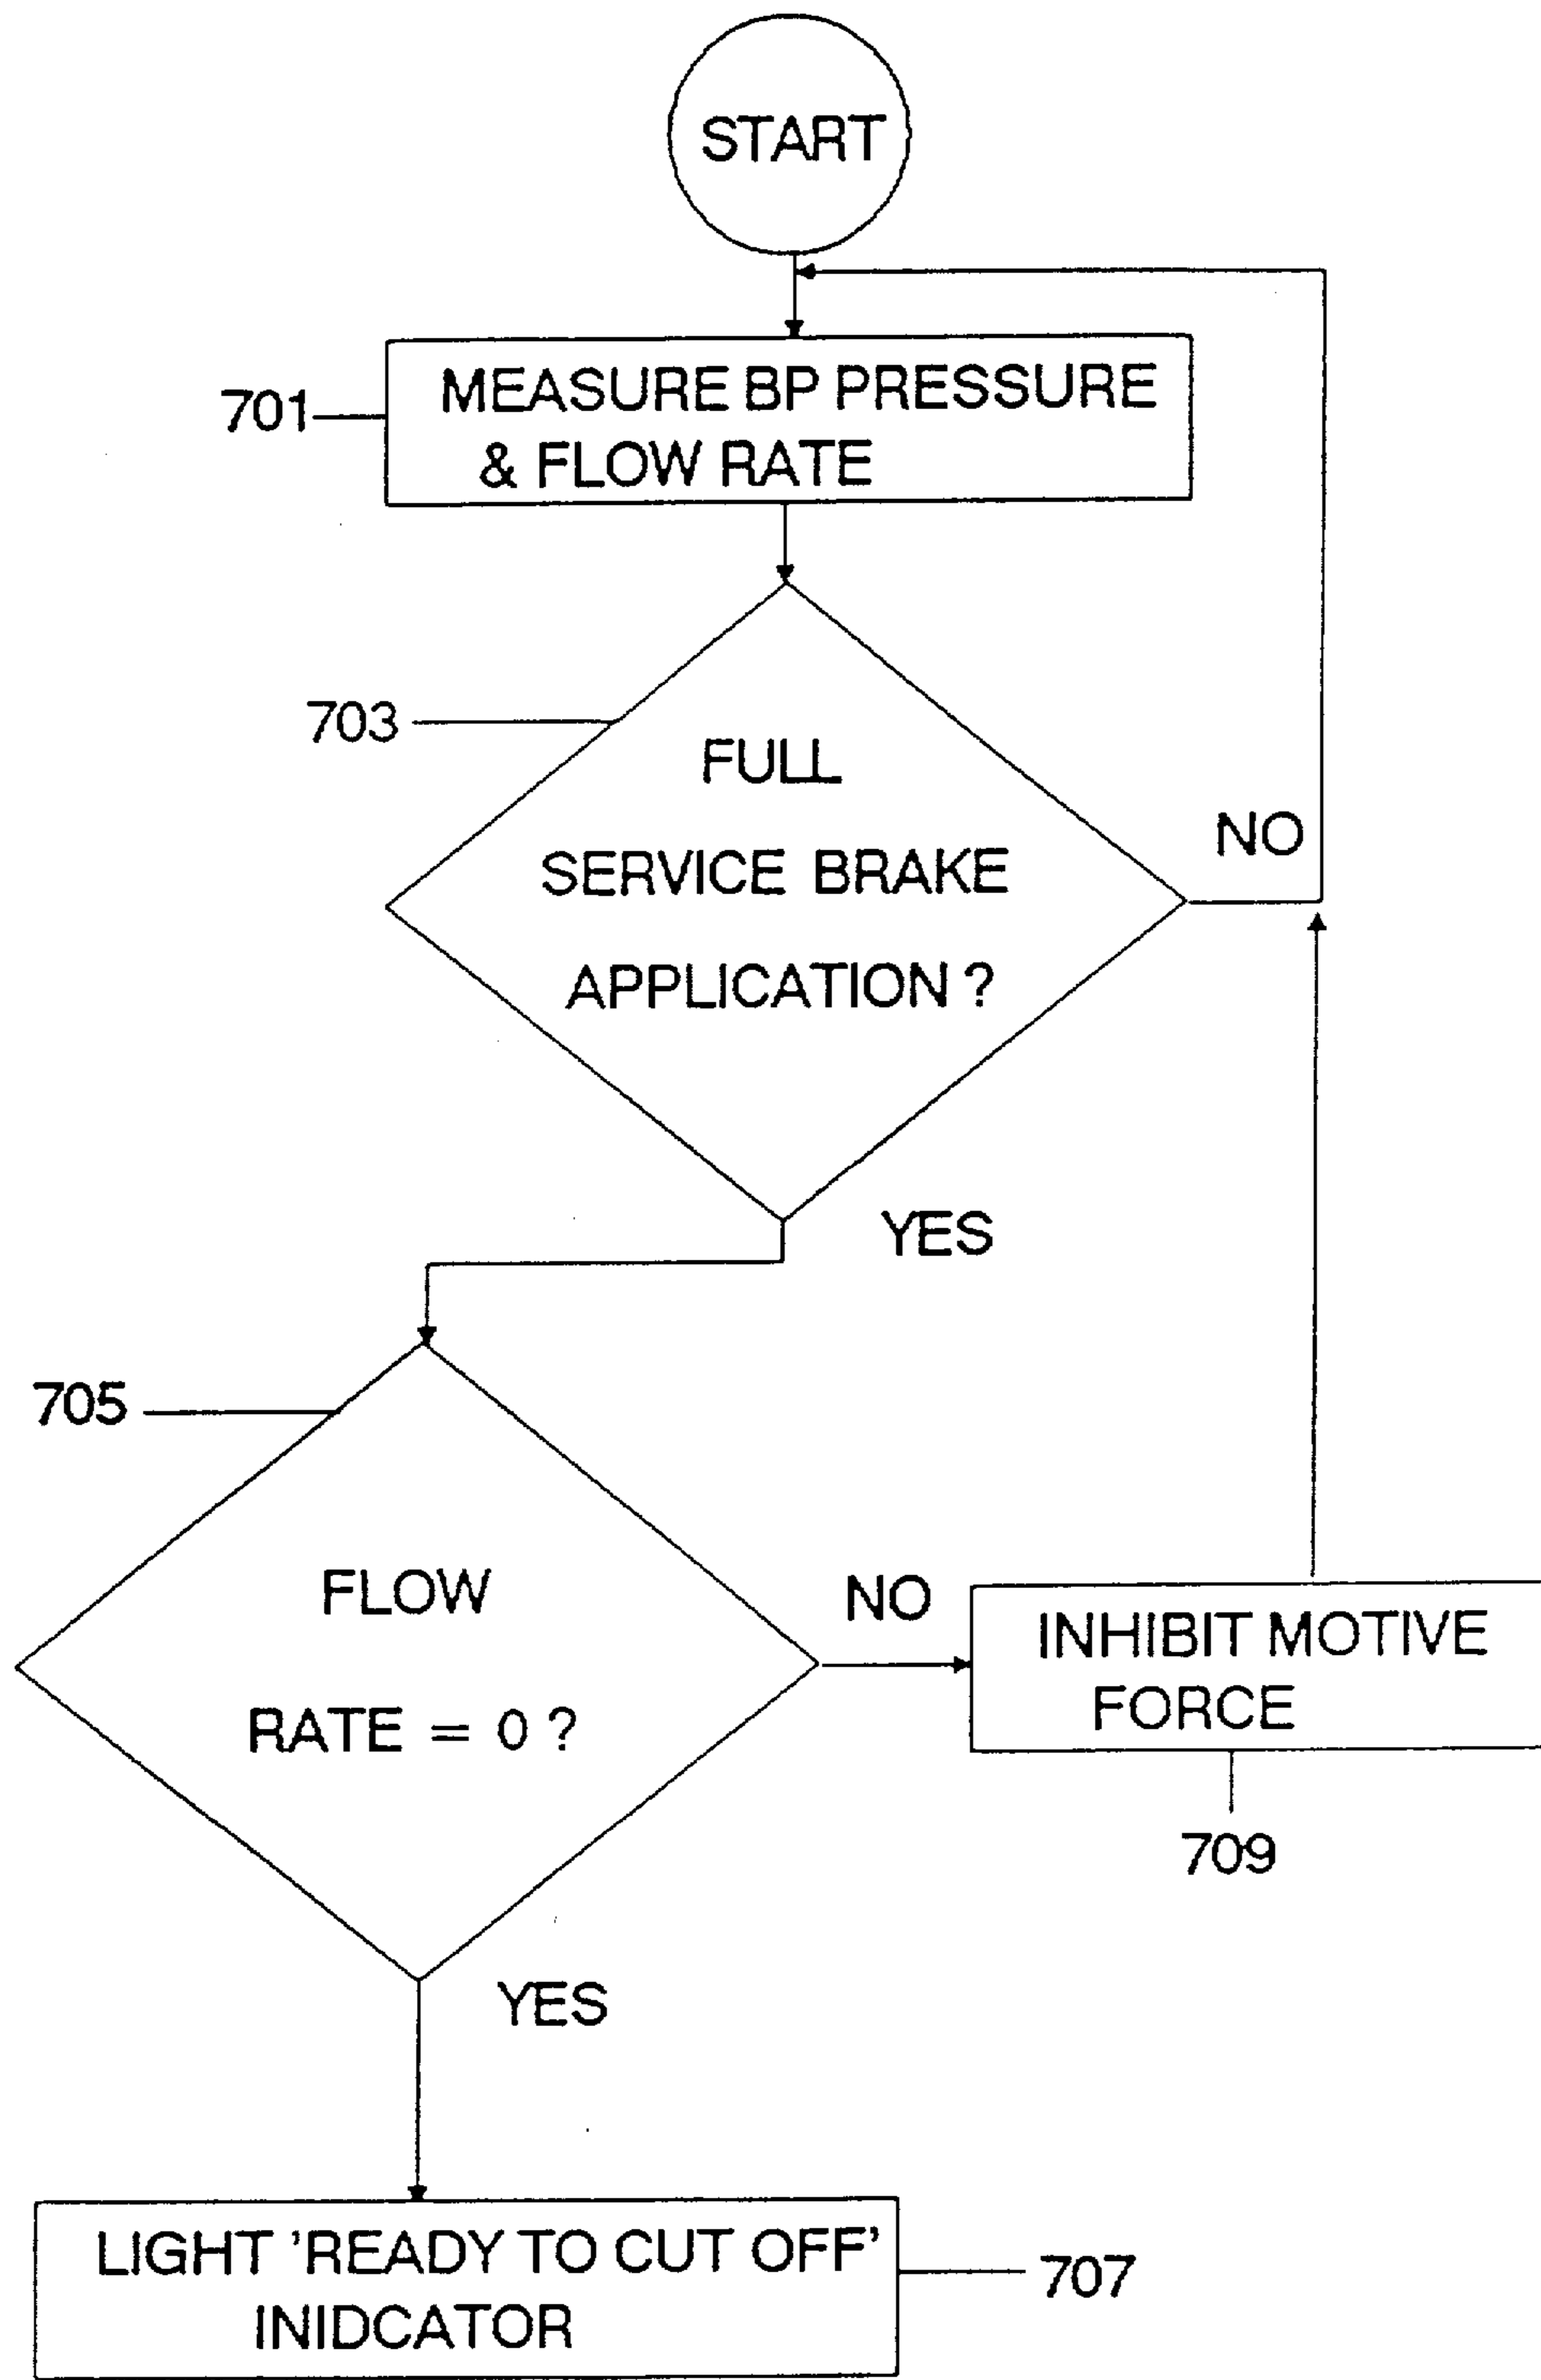 START
701
MEASURE BP PRESSURE
& FLOW RATE
703
FULL
SERVICE BRAKE
APPLICATION ?
NO
YES
705
FLOW
RATE = 0 ?
NO
INHIBIT MOTIVE
FORCE
709
YES
LIGHT 'READY TO CUT OFF'
INIDCATOR
707